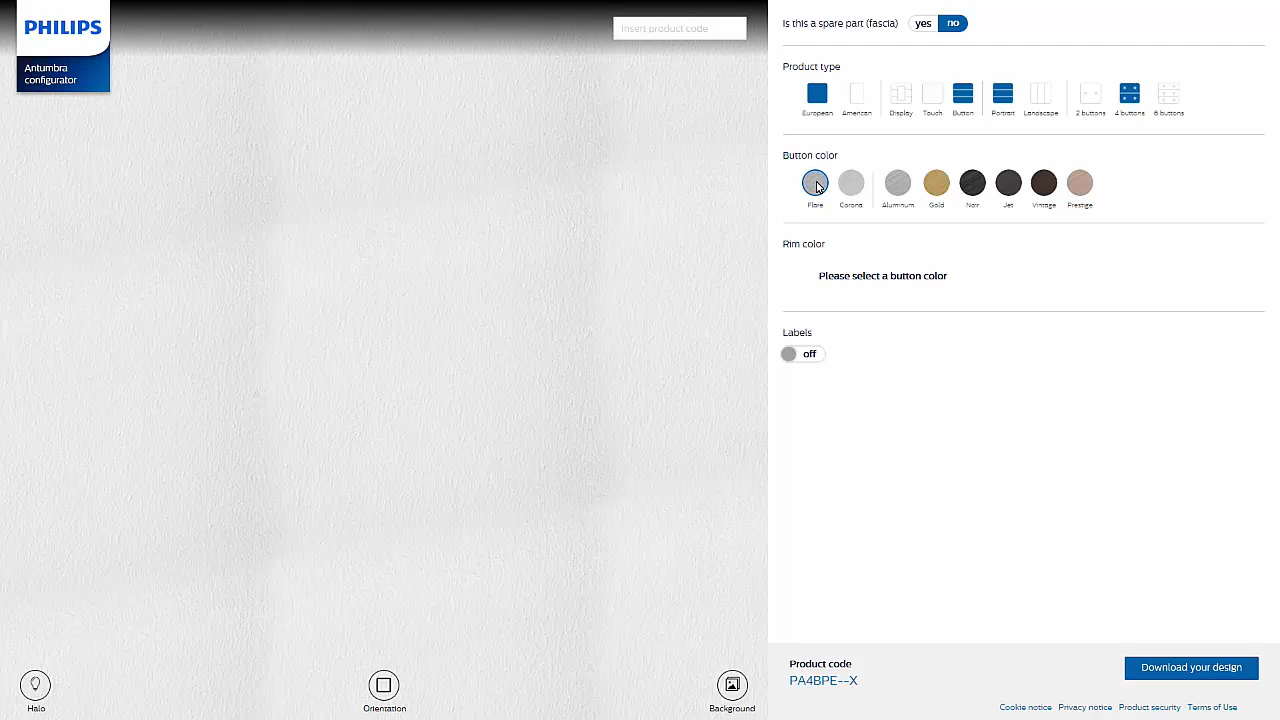 PHILIPS
Antumbra
configurator
Insert product code
Is this a spare part (fascia)
yes
no
Product type
European
American
Display
Touch
Button
Portrait
Landscape
2 buttons
4 buttons
6 buttons
Button color
Flare
Corona
Aluminum
Gold
Noir
Jet
Vintage
Prestige
Rim color
Please select a button color
Labels
off
Product code
PA4BPE--X
Download your design
Cookie notice
Privacy notice
Product security
Terms of Use
Halo
Orientation
Background